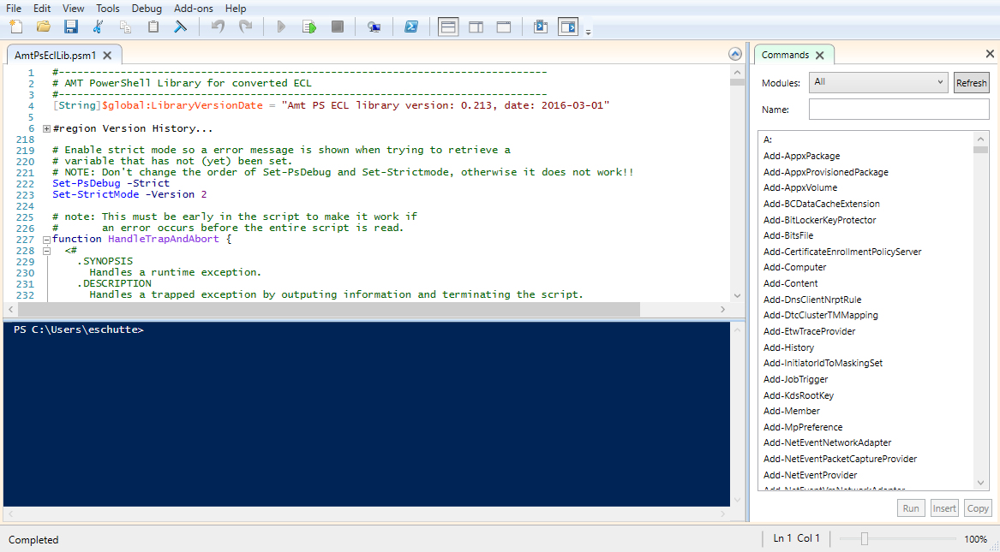 File Edit View Tools Debug Add-ons Help
AmtPsEclLib.psm1
1 #-------------------------------------------------------------------------------
2 # AMT PowerShell Library for converted ECL
3 #-------------------------------------------------------------------------------
4 [String]$global:LibraryVersionDate = "Amt PS ECL library version: 0.213, date: 2016-03-01"
5
6 #region Version History...
218
219 # Enable strict mode so a error message is shown when trying to retrieve a
220 # variable that has not (yet) been set.
221 # NOTE: Don't change the order of Set-PsDebug and Set-Strictmode, otherwise it does not work!!
222 Set-PsDebug -Strict
223 Set-StrictMode -Version 2
224
225 # note: This must be early in the script to make it work if
226 #       an error occurs before the entire script is read.
227 function HandleTrapAndAbort {
228 <#
229 .SYNOPSIS
230 Handles a runtime exception.
231 .DESCRIPTION
232 Handles a trapped exception by outputing information and terminating the script.
PS C:\Users\eschutte>
Commands
Modules: All Refresh
Name:
A:
Add-AppxPackage
Add-AppxProvisionedPackage
Add-AppxVolume
Add-BCDataCacheExtension
Add-BitLockerKeyProtector
Add-BitsFile
Add-CertificateEnrollmentPolicyServer
Add-Computer
Add-Content
Add-DnsClientNrptRule
Add-DtcClusterTMMapping
Add-EtwTraceProvider
Add-History
Add-InitiatorIdToMaskingSet
Add-JobTrigger
Add-KdsRootKey
Add-Member
Add-MpPreference
Add-NetEventNetworkAdapter
Add-NetEventPacketCaptureProvider
Add-NetEventProvider
Add-NetEventVmNetworkAdapter
Run Insert Copy
Completed
Ln 1 Col 1
100%